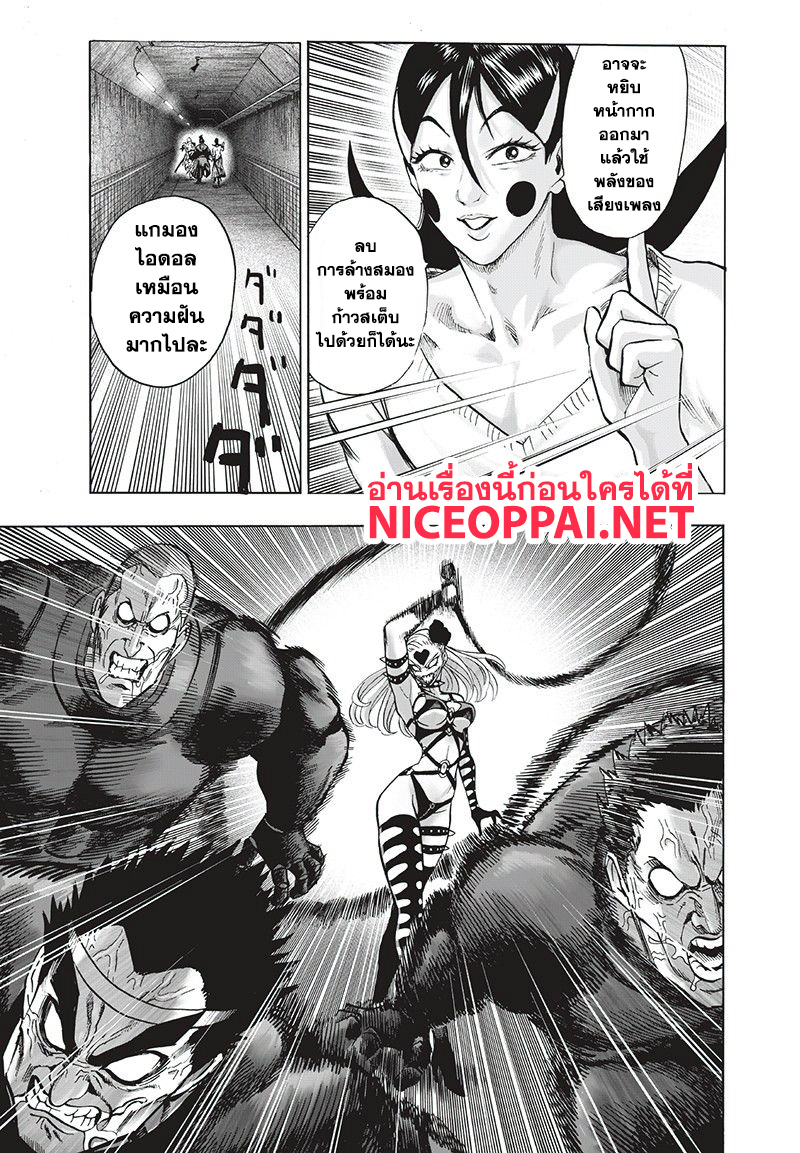 อาจจะ
หยิบ
หน้ากาก
ออกมา
แล้วใช้
พลังของ
เสียงเพลง
ลบ
การล้างสมอง
พร้อม
ก้าวสเต็บ
ไปด้วยก็ได้นะ
แกมอง
ไอดอล
เหมือน
ความฝัน
มากไปละ
ダダダダ
อ่านเรื่องนี้ก่อนใครได้ที่
NICEOPPAI.NET